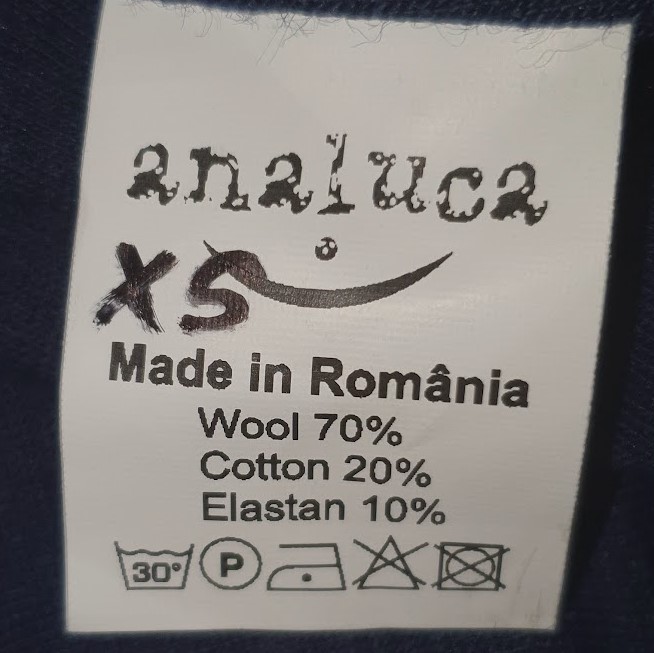 analuca
XS
Made in România
Wool 70%
Cotton 20%
Elastan 10%
30° P